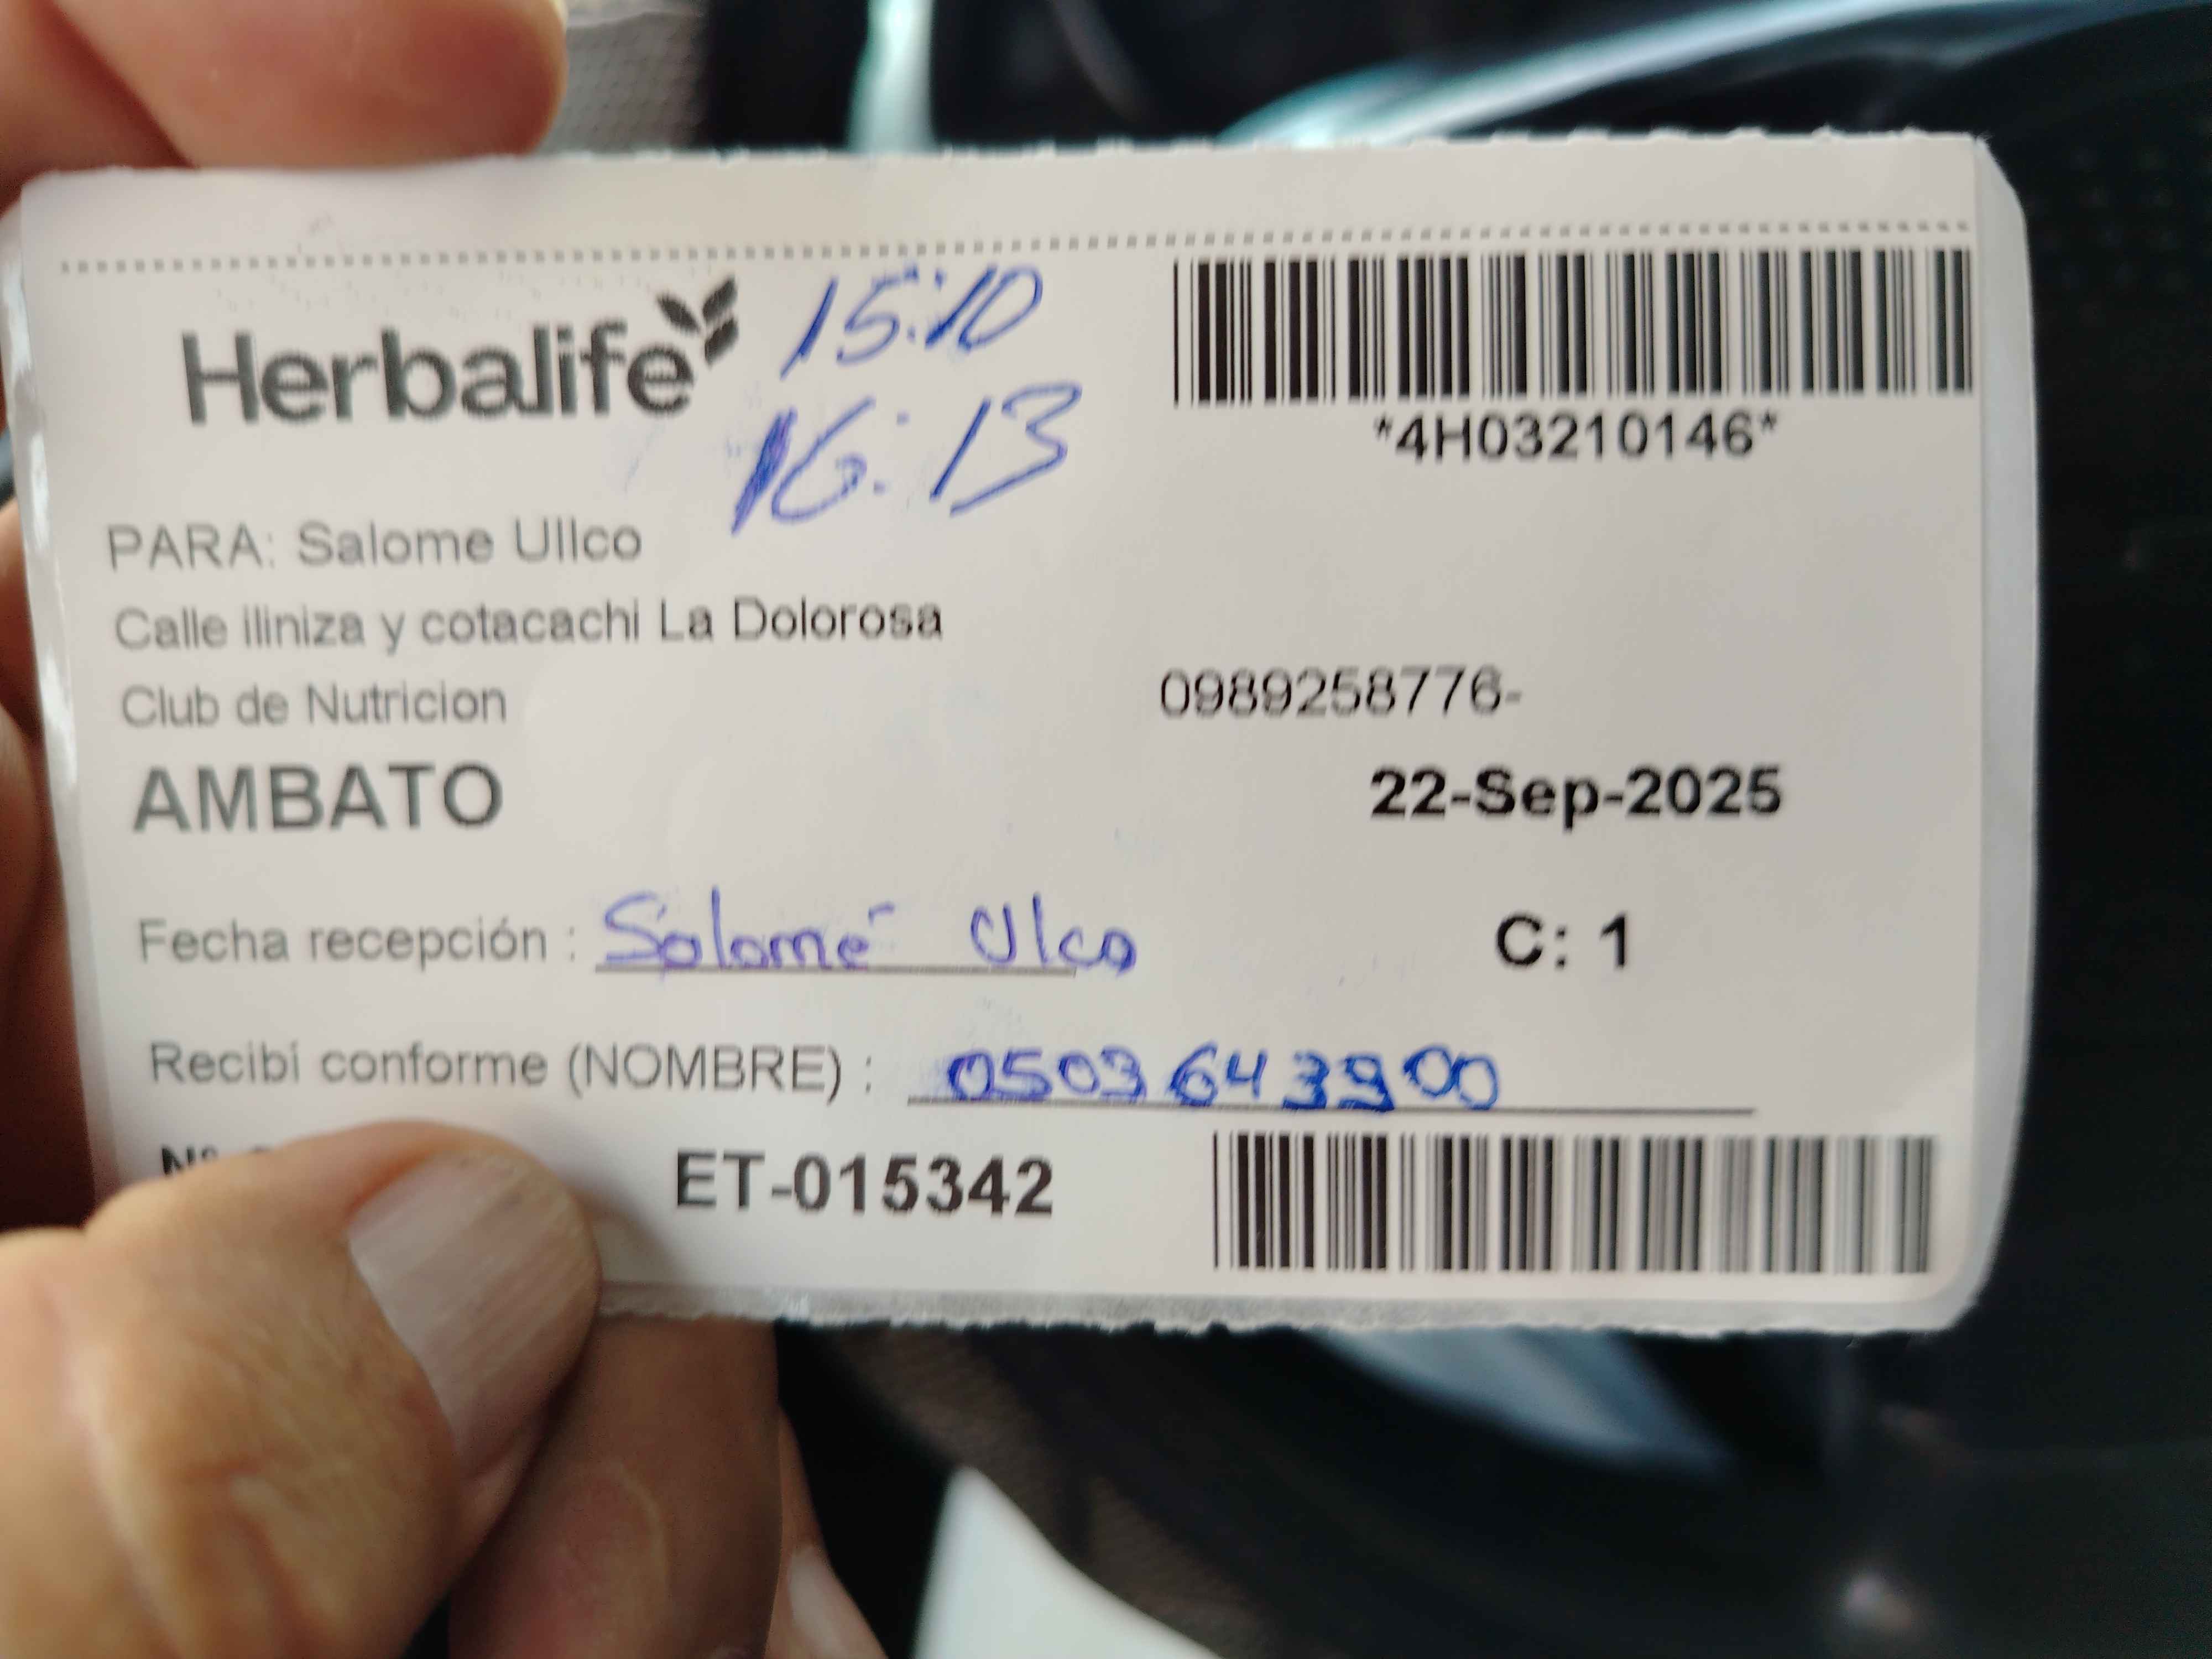 Herbalife
15:10
16:13
*4H03210146*
PARA: Salome Ullco
Calle iliniza y cotacachi La Dolorosa
Club de Nutricion
0989258776-
AMBATO
22-Sep-2025
Fecha recepción : Salomé Ulco
C: 1
Recibí conforme (NOMBRE) : 0503643900
Nº
ET-015342